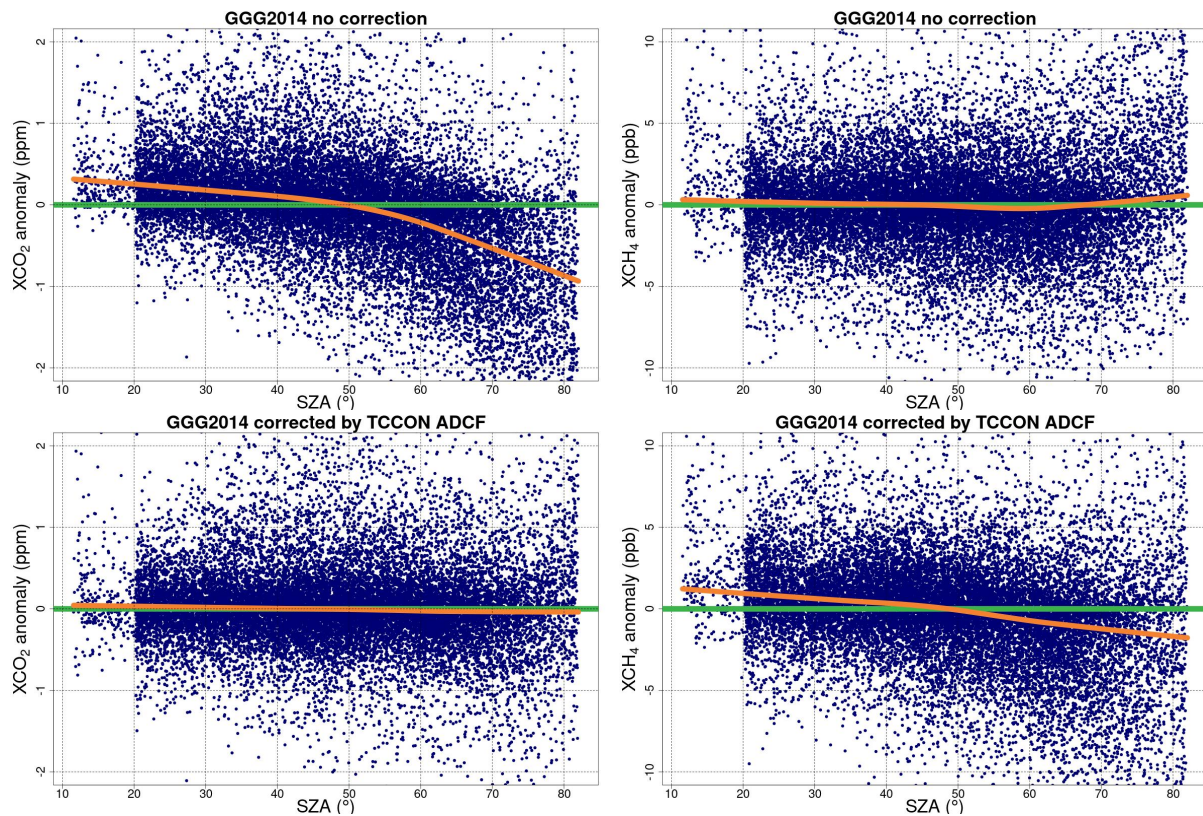 GGG2014 no correction
XCO₂ anomaly (ppm)
2
1
0
-1
-2
10 20 30 40 50 60 70 80
SZA (°)
GGG2014 no correction
XCH₄ anomaly (ppb)
10
5
0
-5
-10
10 20 30 40 50 60 70 80
SZA (°)
GGG2014 corrected by TCCON ADCF
XCO₂ anomaly (ppm)
2
1
0
-1
-2
10 20 30 40 50 60 70 80
SZA (°)
GGG2014 corrected by TCCON ADCF
XCH₄ anomaly (ppb)
10
5
0
-5
-10
10 20 30 40 50 60 70 80
SZA (°)